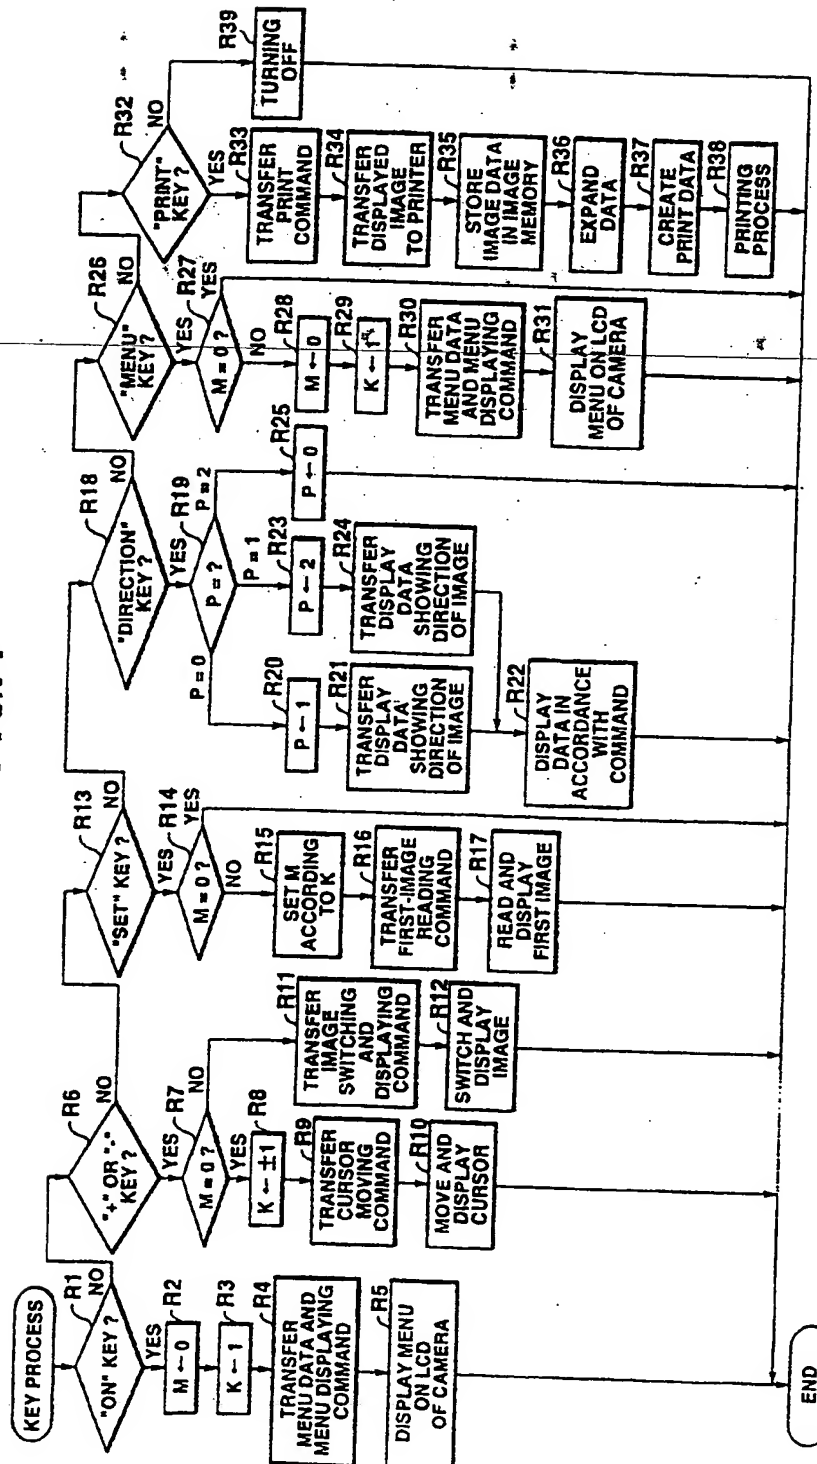 KEY PROCESS
R1
"ON" KEY ?
NO
YES
R2
M ← 0
R3
K ← 1
R4
TRANSFER
MENU DATA AND
MENU DISPLAYING
COMMAND
R5
DISPLAY MENU
ON LCD
OF CAMERA
R6
"+" OR "-"
KEY ?
NO
YES
R7
M = 0 ?
NO
YES
R8
K ← ±1
R9
TRANSFER
CURSOR
MOVING
COMMAND
R10
MOVE AND
DISPLAY
CURSOR
R11
TRANSFER
IMAGE
SWITCHING
AND
DISPLAYING
COMMAND
R12
SWITCH AND
DISPLAY
IMAGE
R13
"SET" KEY ?
NO
YES
R14
M = 0 ?
YES
NO
R15
SET M
ACCORDING
TO K
R16
TRANSFER
FIRST-IMAGE
READING
COMMAND
R17
READ AND
DISPLAY
FIRST IMAGE
R18
"DIRECTION"
KEY ?
NO
YES
R19
P = ?
P = 0
P = 1
P = 2
R20
P ← 1
R21
TRANSFER
DISPLAY
DATA
SHOWING
DIRECTION
OF IMAGE
R22
DISPLAY
DATA IN
ACCORDANCE
WITH
COMMAND
R23
P ← 2
R24
TRANSFER
DISPLAY
DATA
SHOWING
DIRECTION
OF IMAGE
R25
P ← 0
R26
"MENU"
KEY ?
NO
YES
R27
M = 0 ?
YES
NO
R28
M ← 0
R29
K ← 1
R30
TRANSFER
MENU DATA
AND MENU
DISPLAYING
COMMAND
R31
DISPLAY
MENU ON LCD
OF CAMERA
R32
"PRINT"
KEY ?
NO
YES
R33
TRANSFER
PRINT
COMMAND
R34
TRANSFER
DISPLAYED
IMAGE
TO PRINTER
R35
STORE
IMAGE DATA
IN IMAGE
MEMORY
R36
EXPAND
DATA
R37
CREATE
PRINT DATA
R38
PRINTING
PROCESS
R39
TURNING
OFF
END